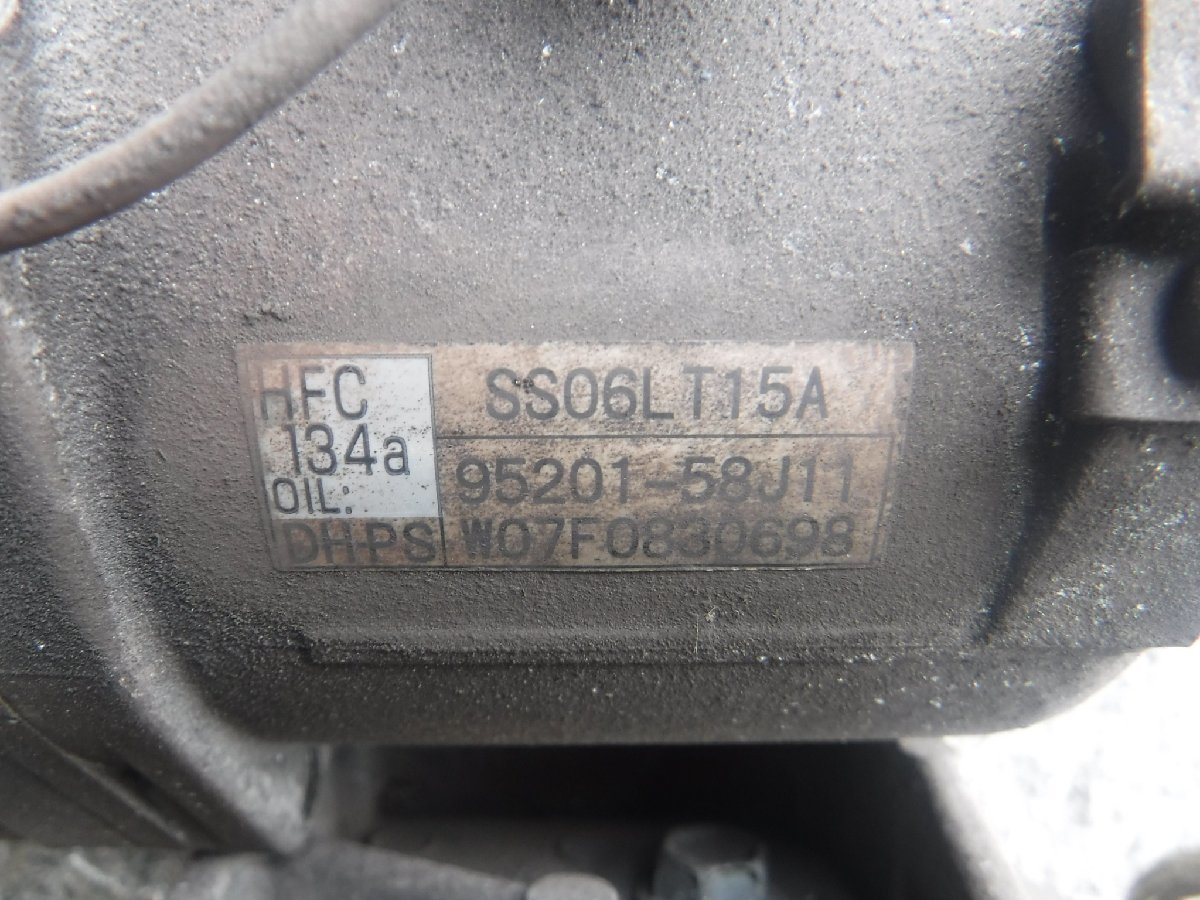 HFC
134a
OIL:
DH-PS
SS06LT15A
95201-58J11
W07F0830698